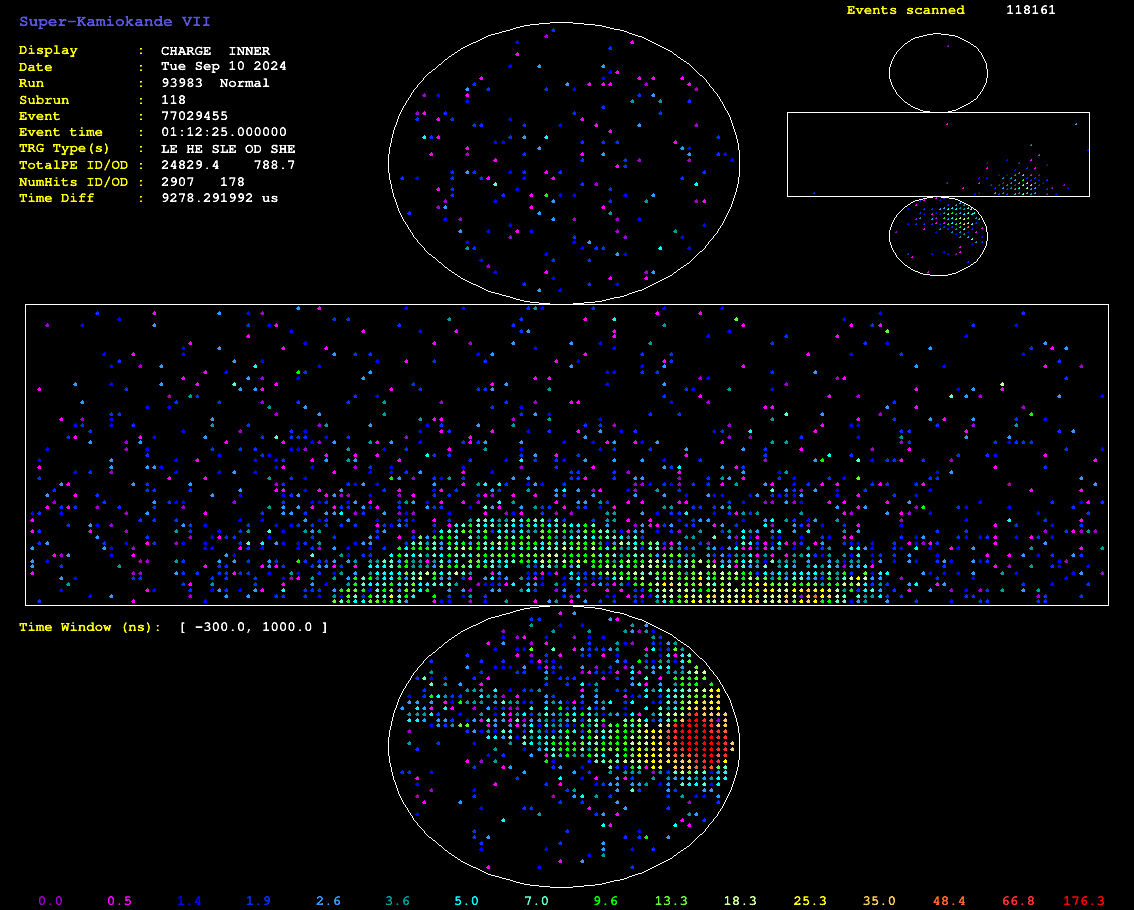 Super-Kamiokande VII
Events scanned 118161
Display : CHARGE INNER
Date : Tue Sep 10 2024
Run : 93983 Normal
Subrun : 118
Event : 77029455
Event time : 01:12:25.000000
TRG Type(s) : LE HE SLE OD SHE
TotalPE ID/OD : 24829.4 788.7
NumHits ID/OD : 2907 178
Time Diff : 9278.291992 us
Time Window (ns): [ -300.0, 1000.0 ]
0.0 0.5 1.4 1.9 2.6 3.6 5.0 7.0 9.6 13.3 18.3 25.3 35.0 48.4 66.8 176.3